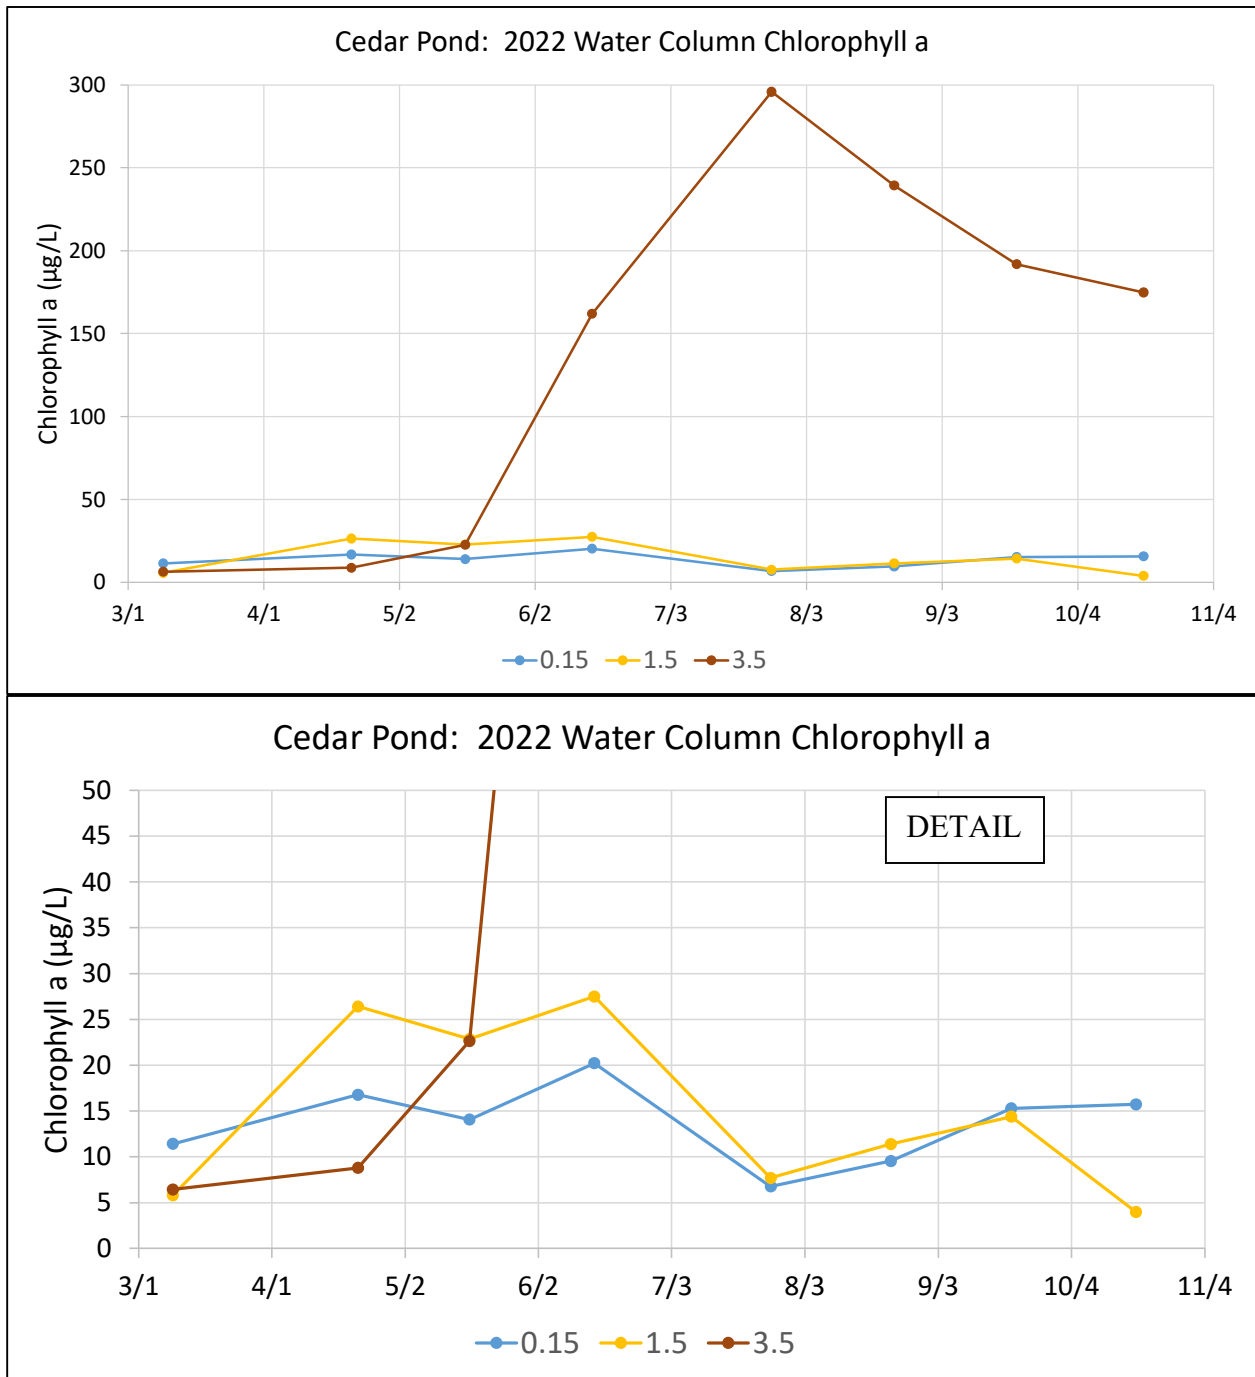 Cedar Pond:  2022 Water Column Chlorophyll a
300
250
200
150
100
50
0
Chlorophyll a (µg/L)
3/1 4/1 5/2 6/2 7/3 8/3 9/3 10/4 11/4
0.15 1.5 3.5
Cedar Pond:  2022 Water Column Chlorophyll a
DETAIL
50
45
40
35
30
25
20
15
10
5
0
Chlorophyll a (µg/L)
3/1 4/1 5/2 6/2 7/3 8/3 9/3 10/4 11/4
0.15 1.5 3.5